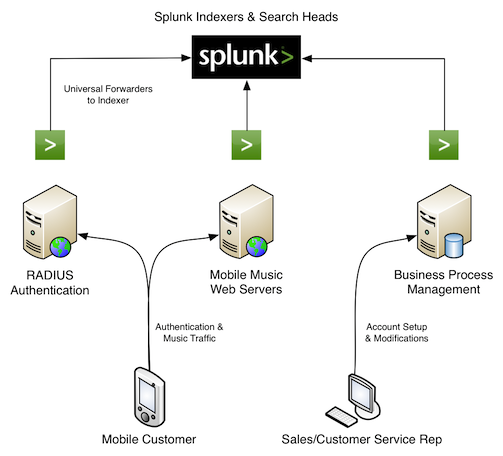 Splunk Indexers & Search Heads
splunk>
Universal Forwarders
to Indexer
>
>
>
RADIUS
Authentication
Mobile Music
Web Servers
Business Process
Management
Authentication &
Music Traffic
Account Setup
& Modifications
Mobile Customer
Sales/Customer Service Rep